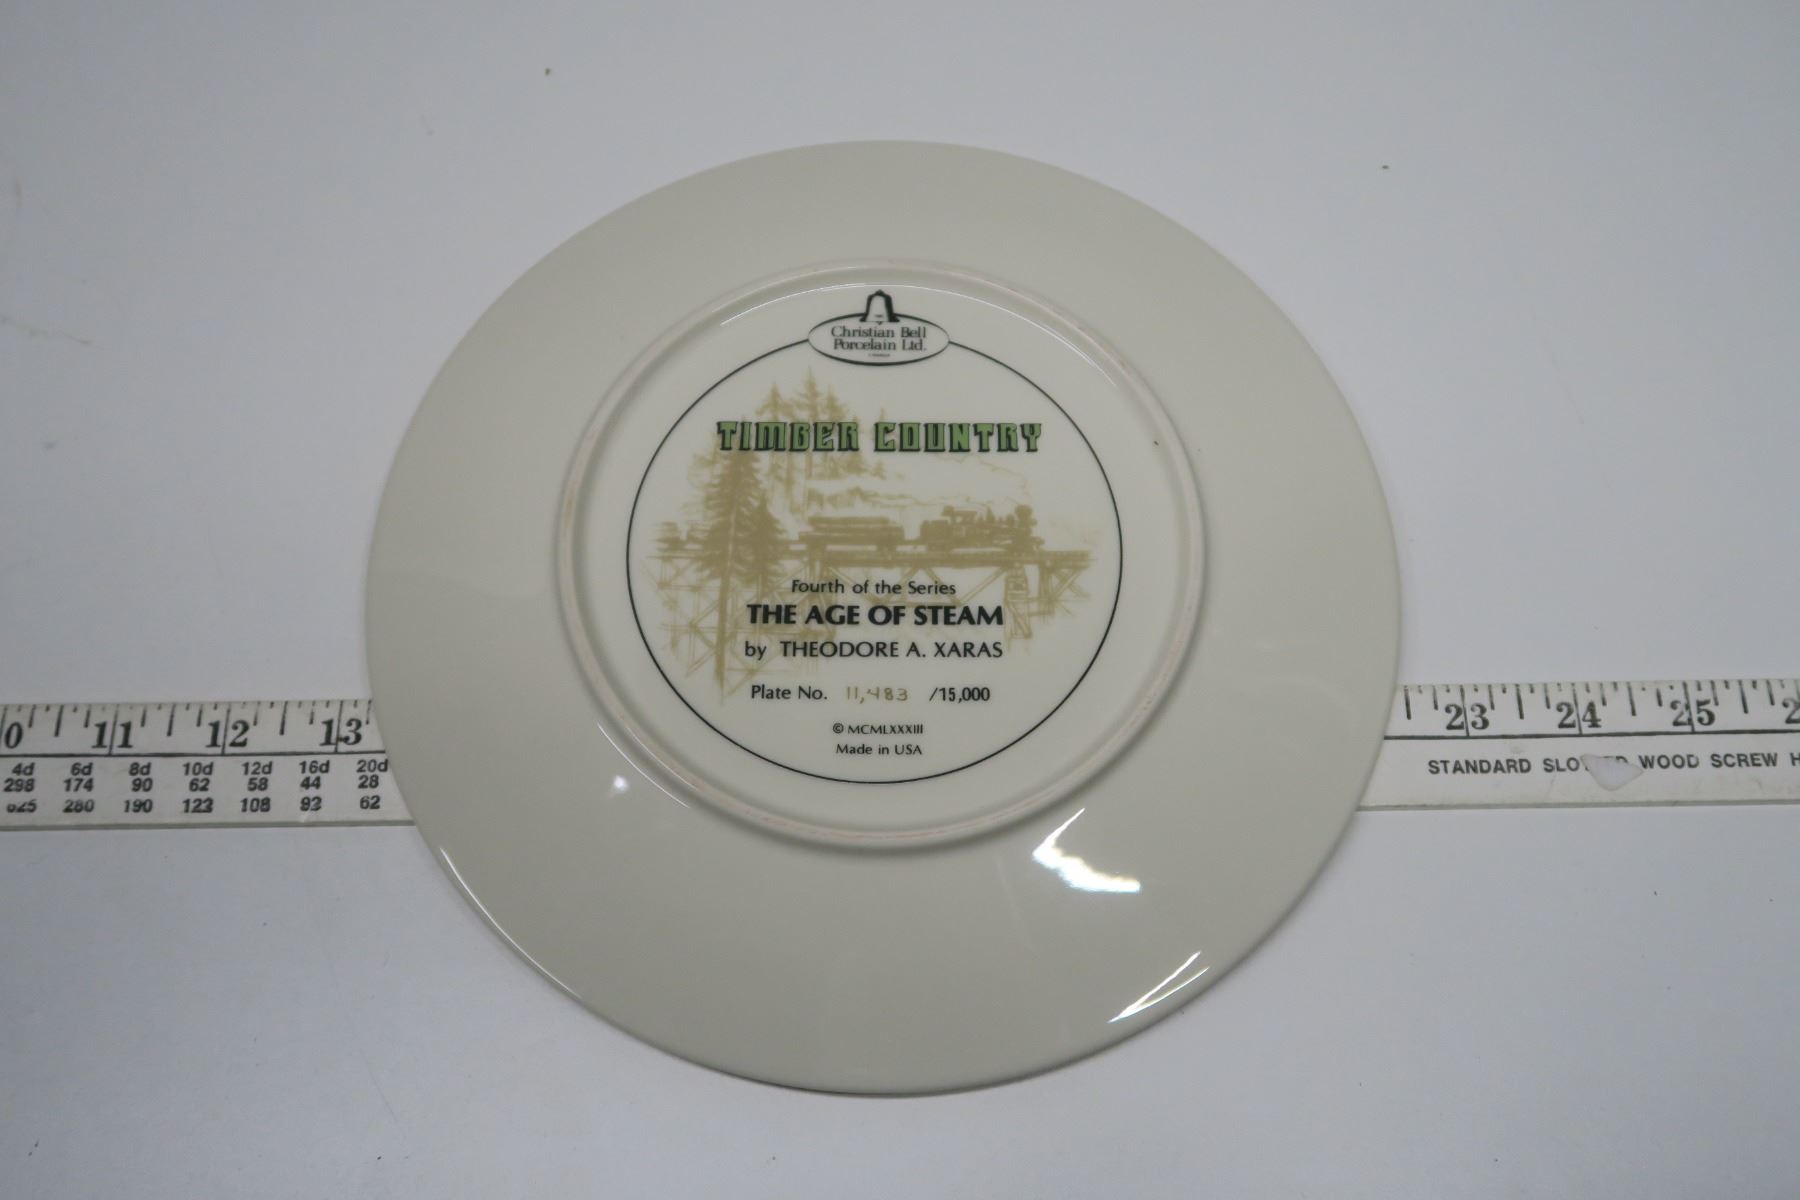 Christian Bell
Porcelain Ltd.
TIMBER COUNTRY
Fourth of the Series
THE AGE OF STEAM
by THEODORE A. XARAS
Plate No. 11,483 /15,000
© MCMLXXXIII
Made in USA
0 11 12 13
4d 6d 8d 10d 12d 16d 20d
298 174 90 62 58 44 28
625 280 190 123 108 93 62
23 24 25 2
STANDARD SLOTTED WOOD SCREW H